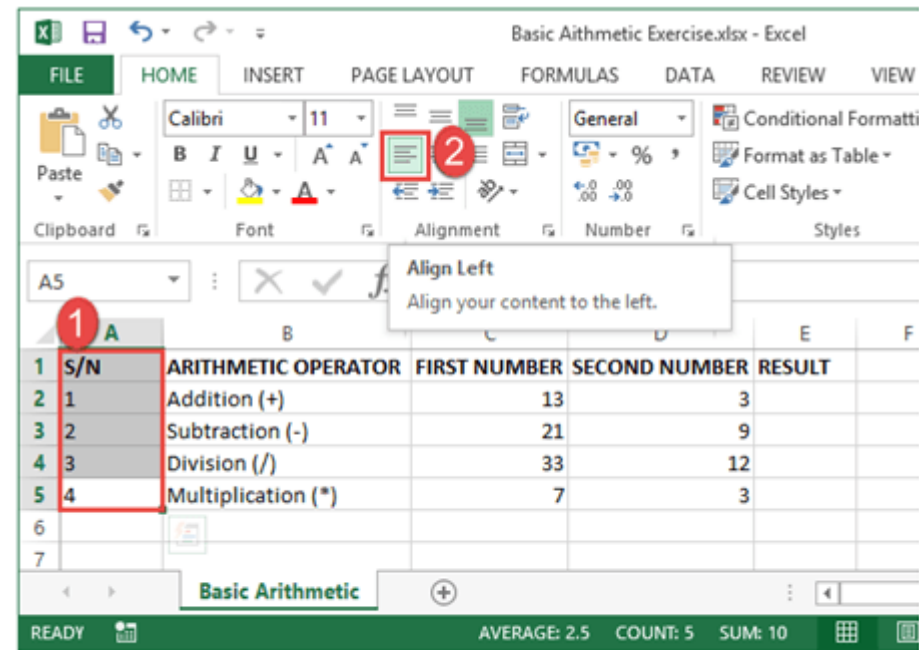 Basic Aithmetic Exercise.xlsx - Excel
FILE HOME INSERT PAGE LAYOUT FORMULAS DATA REVIEW VIEW
Calibri 11 General Conditional Formatti
Paste B I U A A 2 % , Format as Table
A .00 .0 Cell Styles
Clipboard Font Alignment Number Styles
Align Left
A5
Align your content to the left.
1 A B C D E F
1 S/N ARITHMETIC OPERATOR FIRST NUMBER SECOND NUMBER RESULT
2 1 Addition (+) 13 3
3 2 Subtraction (-) 21 9
4 3 Division (/) 33 12
5 4 Multiplication (*) 7 3
6
7
Basic Arithmetic
READY AVERAGE: 2.5 COUNT: 5 SUM: 10